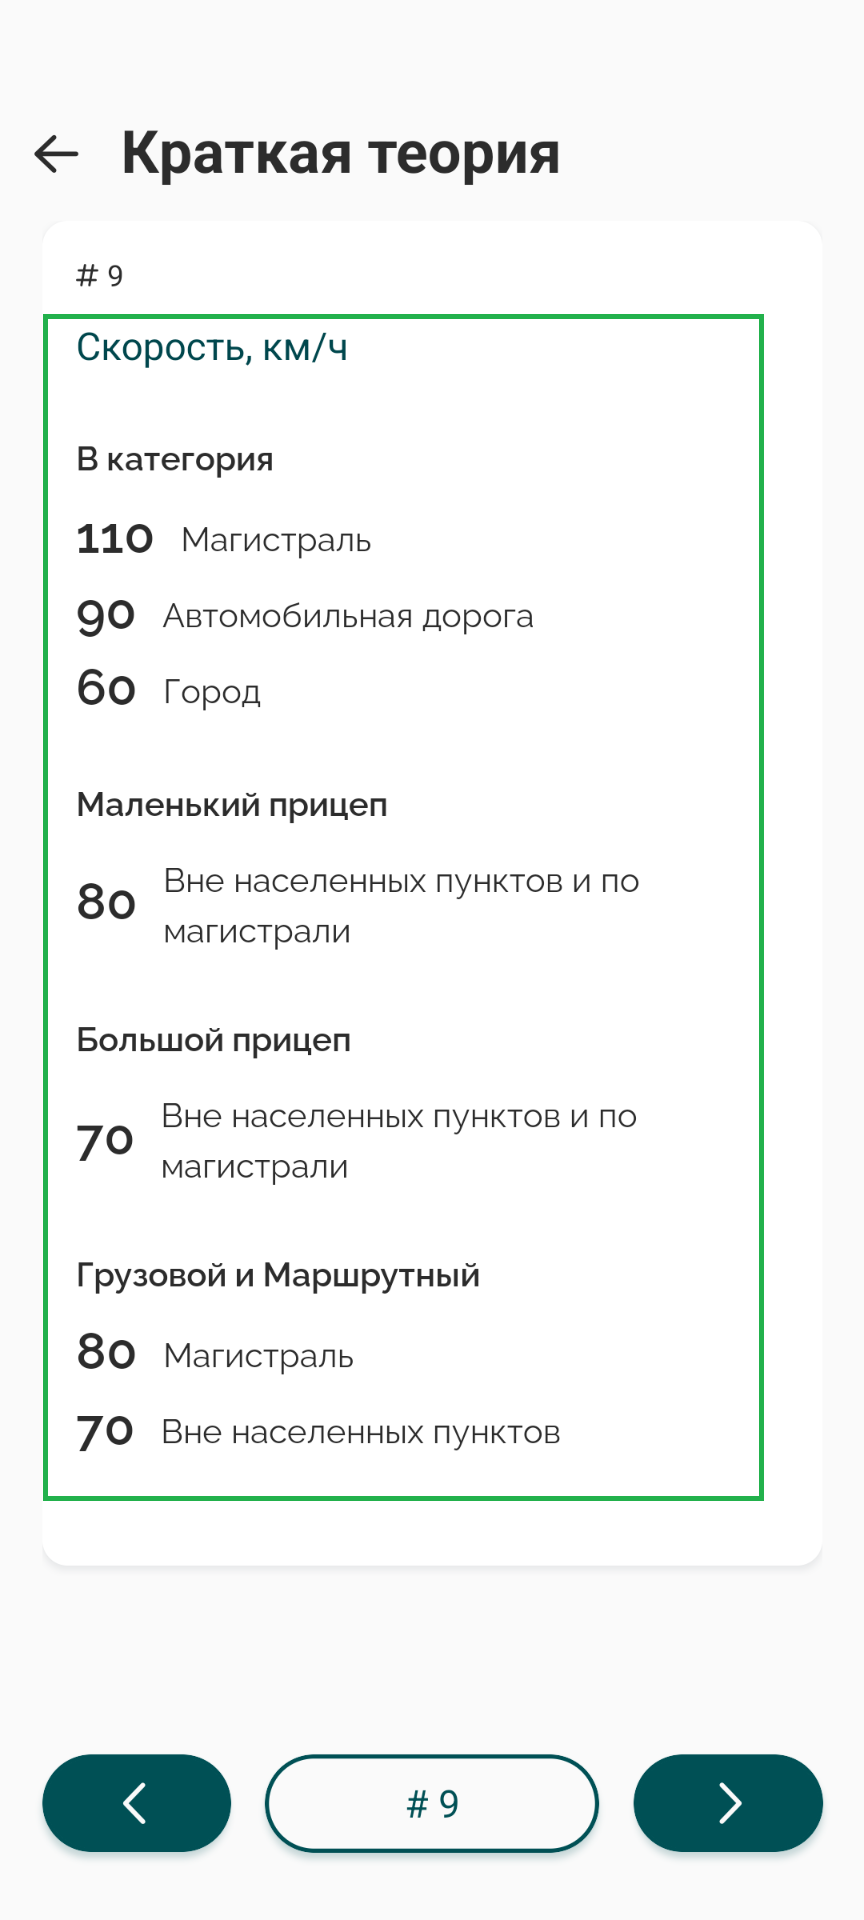 Краткая теория
# 9
Скорость, км/ч
В категория
110 Магистраль
90 Автомобильная дорога
60 Город
Маленький прицеп
80 Вне населенных пунктов и по
магистрали
Большой прицеп
70 Вне населенных пунктов и по
магистрали
Грузовой и Маршрутный
80 Магистраль
70 Вне населенных пунктов
# 9